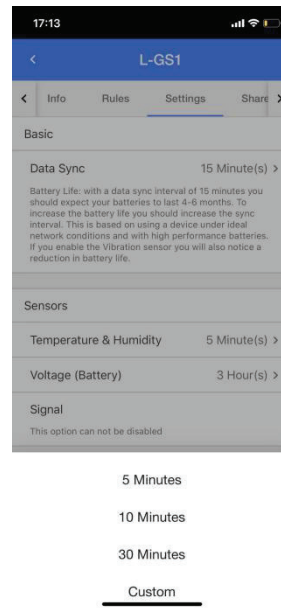 17:13
L-GS1
Info Rules Settings Share
Basic
Data Sync 15 Minute(s)
Battery Life: with a data sync interval of 15 minutes you
should expect your batteries to last 4-6 months. To
increase the battery life you should increase the sync
interval. This is based on using a device under ideal
network conditions and with high performance batteries.
If you enable the Vibration sensor you will also notice a
reduction in battery life.
Sensors
Temperature & Humidity 5 Minute(s)
Voltage (Battery) 3 Hour(s)
Signal
This option can not be disabled
5 Minutes
10 Minutes
30 Minutes
Custom